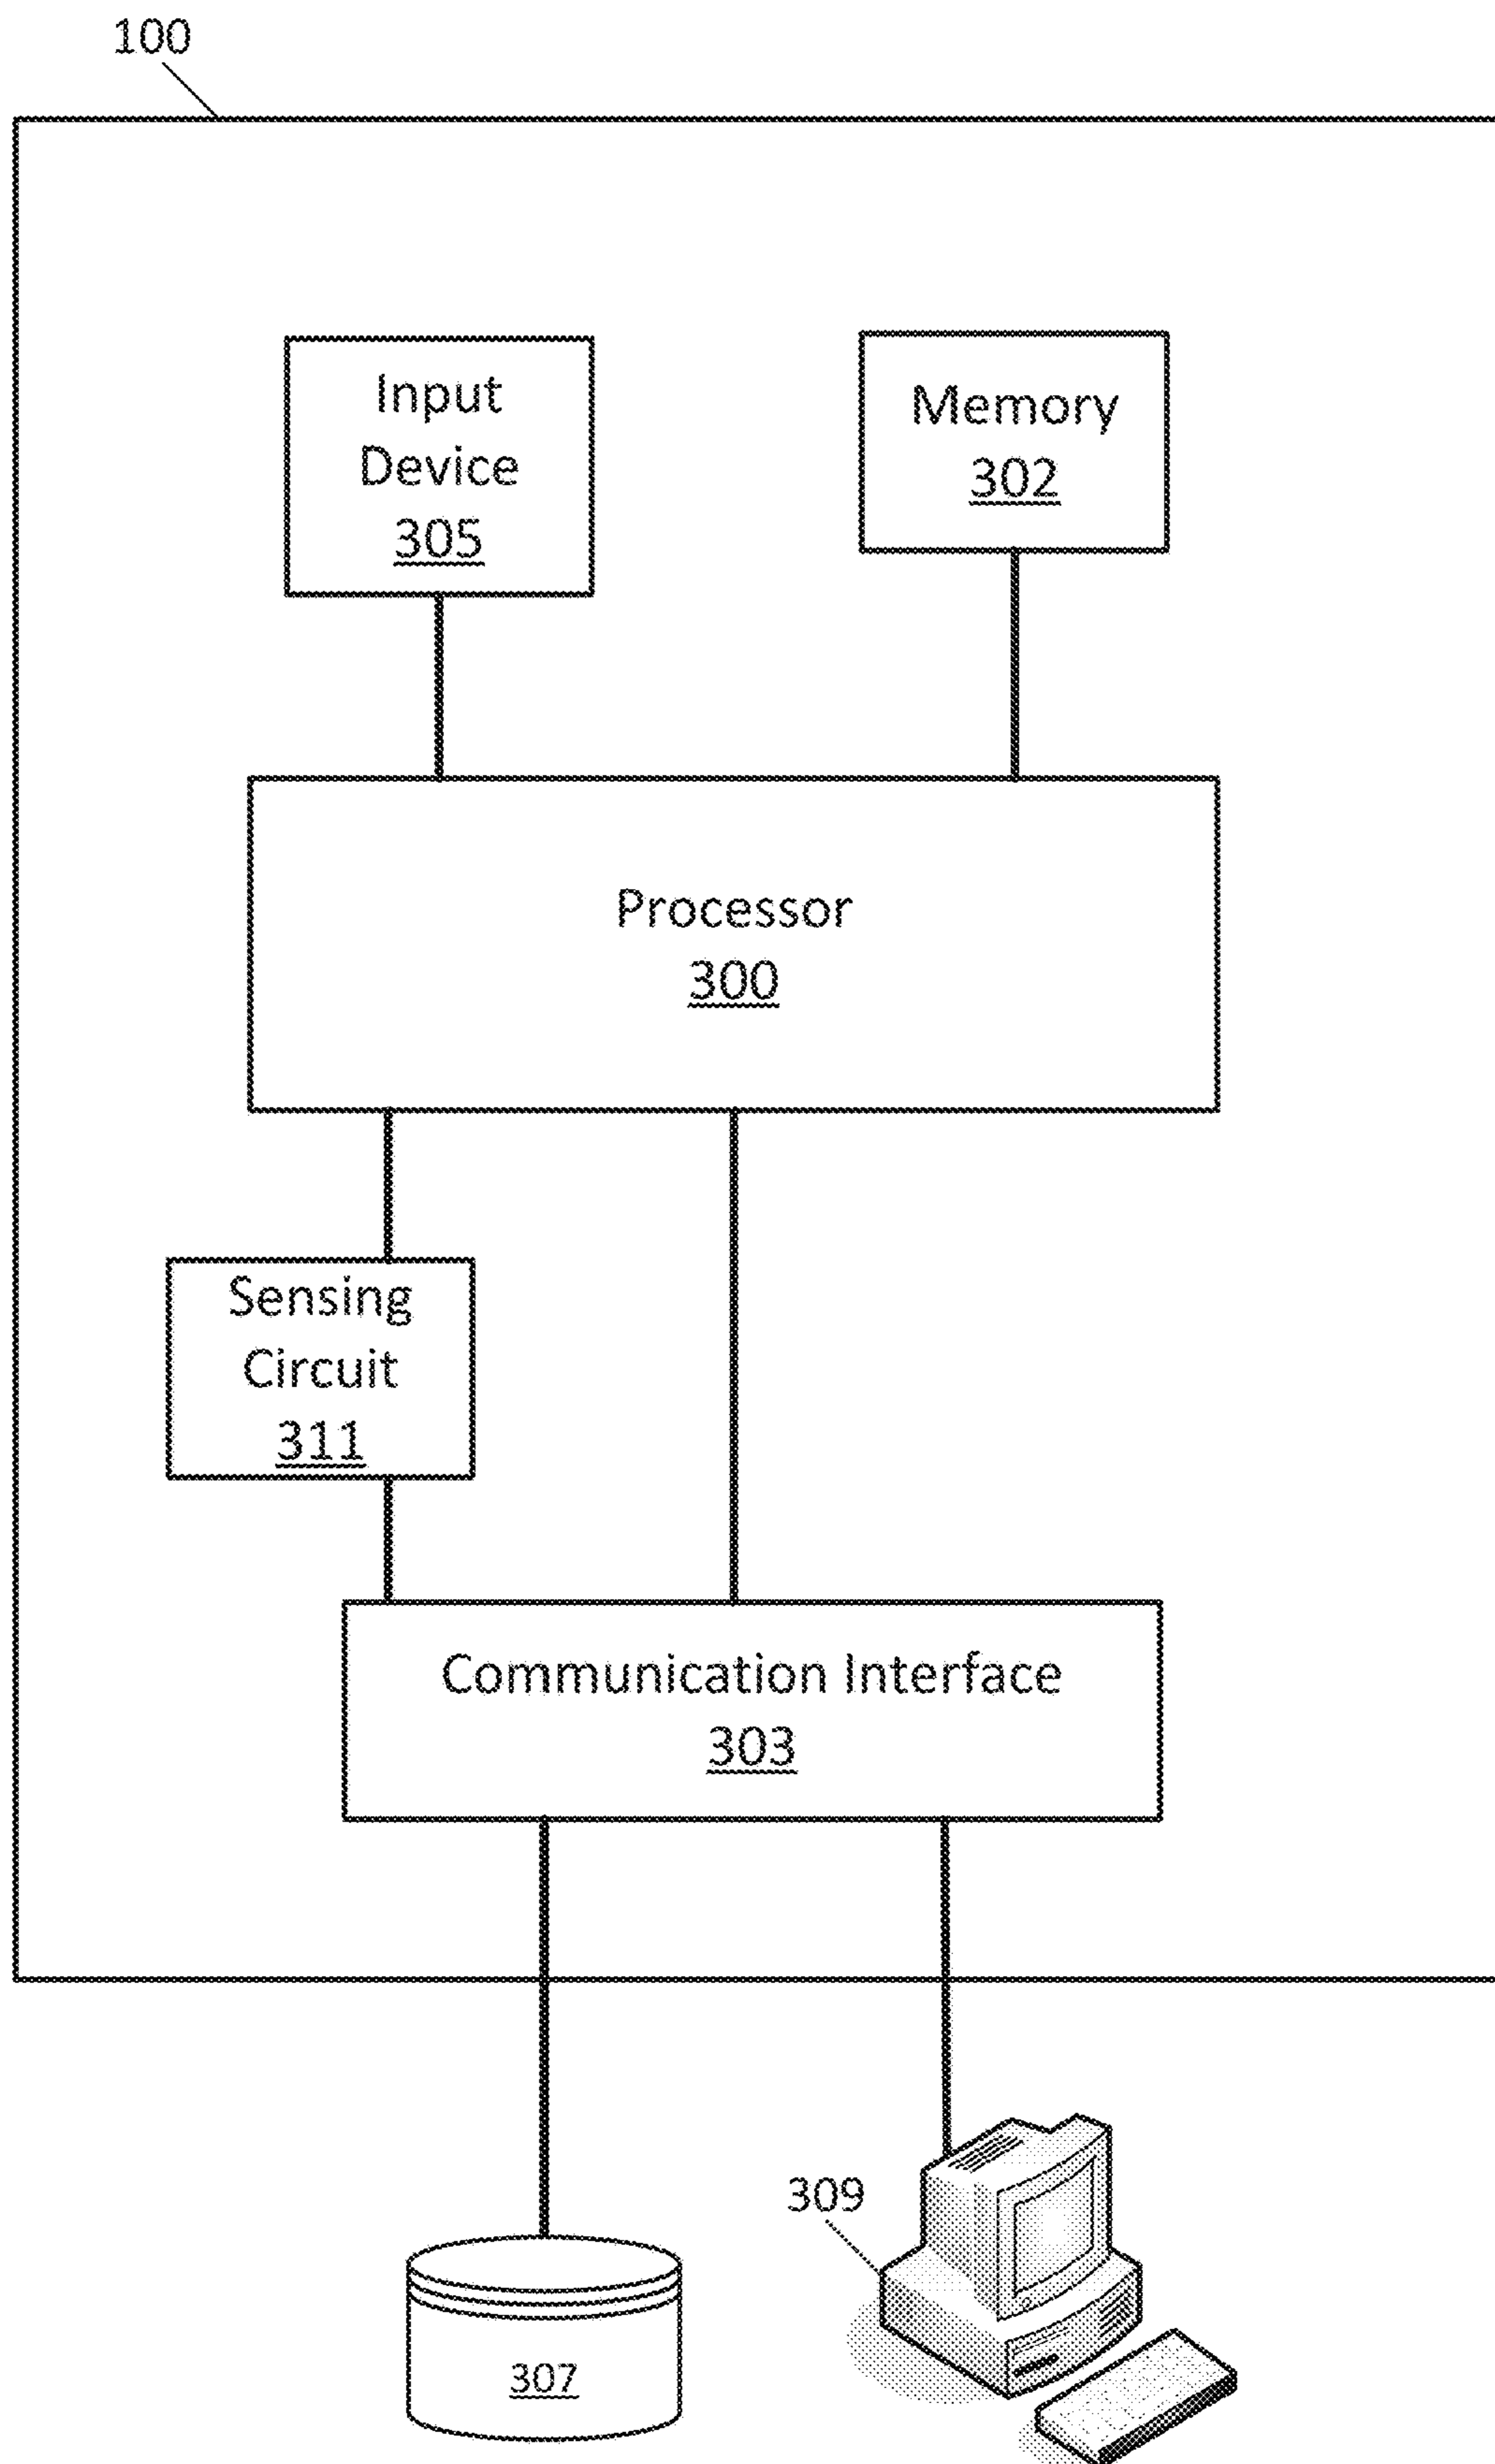 100
Input
Device
305
Memory
302
Processor
300
Sensing
Circuit
311
Communication Interface
303
309
307